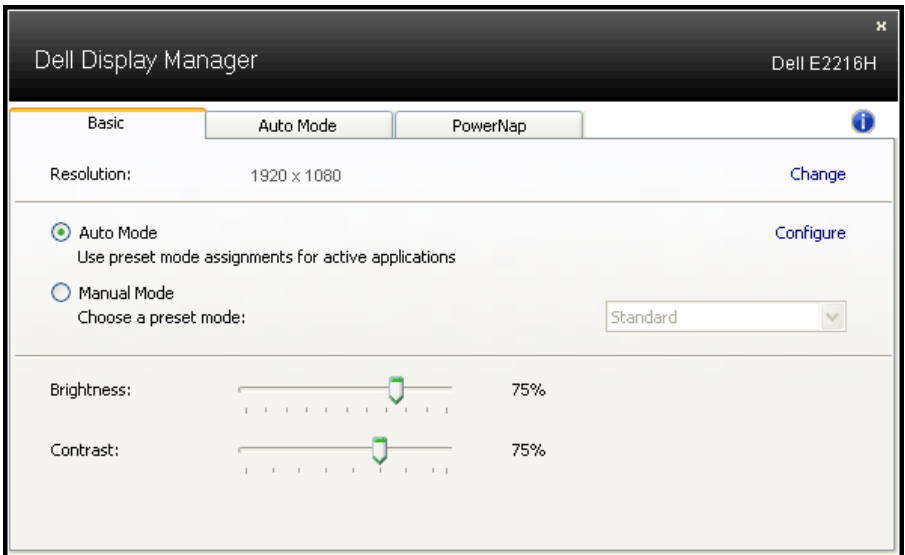 x
Dell Display Manager
Dell E2216H
Basic
Auto Mode
PowerNap
i
Resolution:
1920 x 1080
Change
Auto Mode
Configure
Use preset mode assignments for active applications
Manual Mode
Choose a preset mode:
Standard
Brightness:
75%
Contrast:
75%